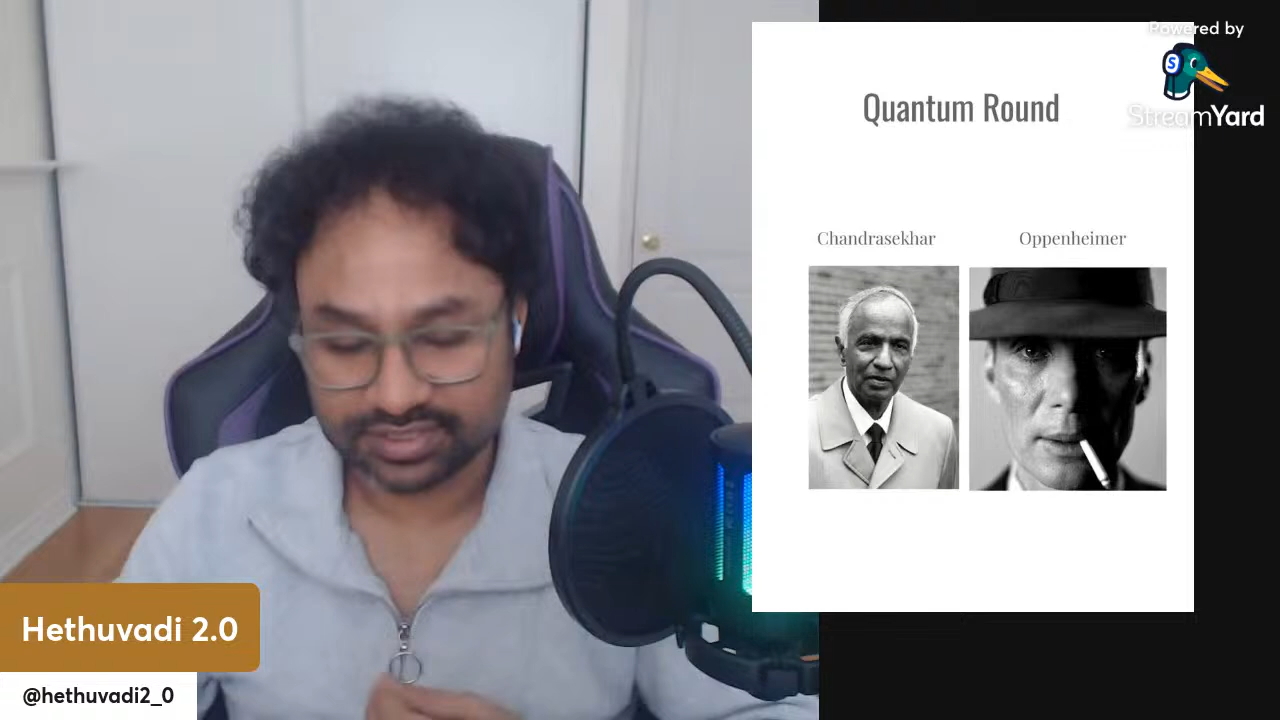 Powered by
StreamYard
Quantum Round
Chandrasekhar
Oppenheimer
Hethuvadi 2.0
@hethuvadi2_0